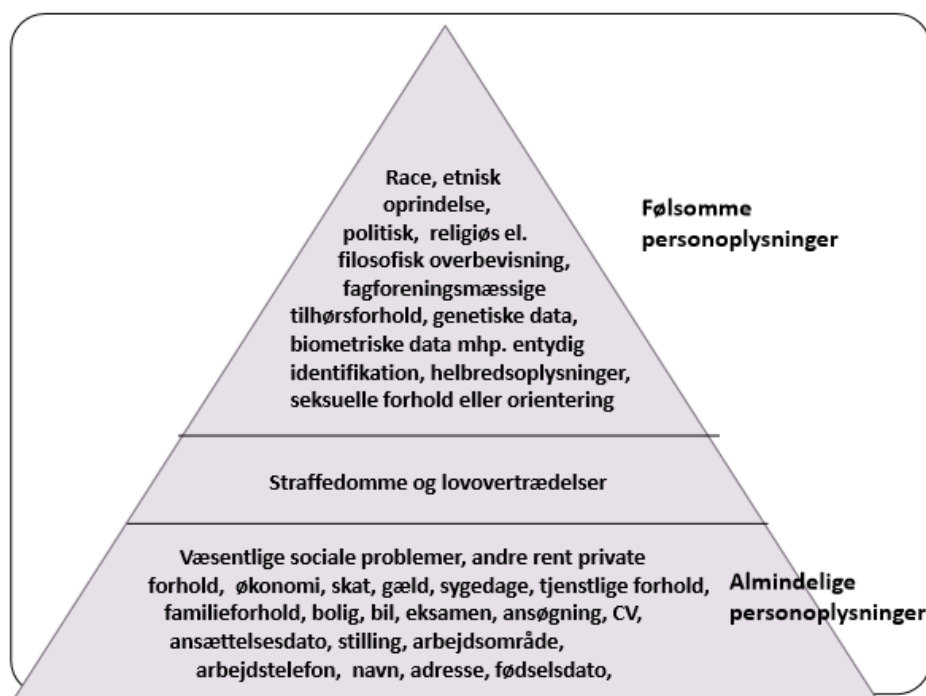 Race, etnisk
oprindelse,
politisk, religiøs el.
filosofisk overbevisning,
fagforeningsmæssige
tilhørsforhold, genetiske data,
biometriske data mhp. entydig
identifikation, helbredsoplysninger,
seksuelle forhold eller orientering
Følsomme
personoplysninger
Straffedomme og lovovertrædelser
Væsentlige sociale problemer, andre rent private
forhold, økonomi, skat, gæld, sygedage, tjenstlige forhold,
familieforhold, bolig, bil, eksamen, ansøgning, CV,
ansættelsesdato, stilling, arbejdsområde,
arbejdstelefon, navn, adresse, fødselsdato,
Almindelige
personoplysninger